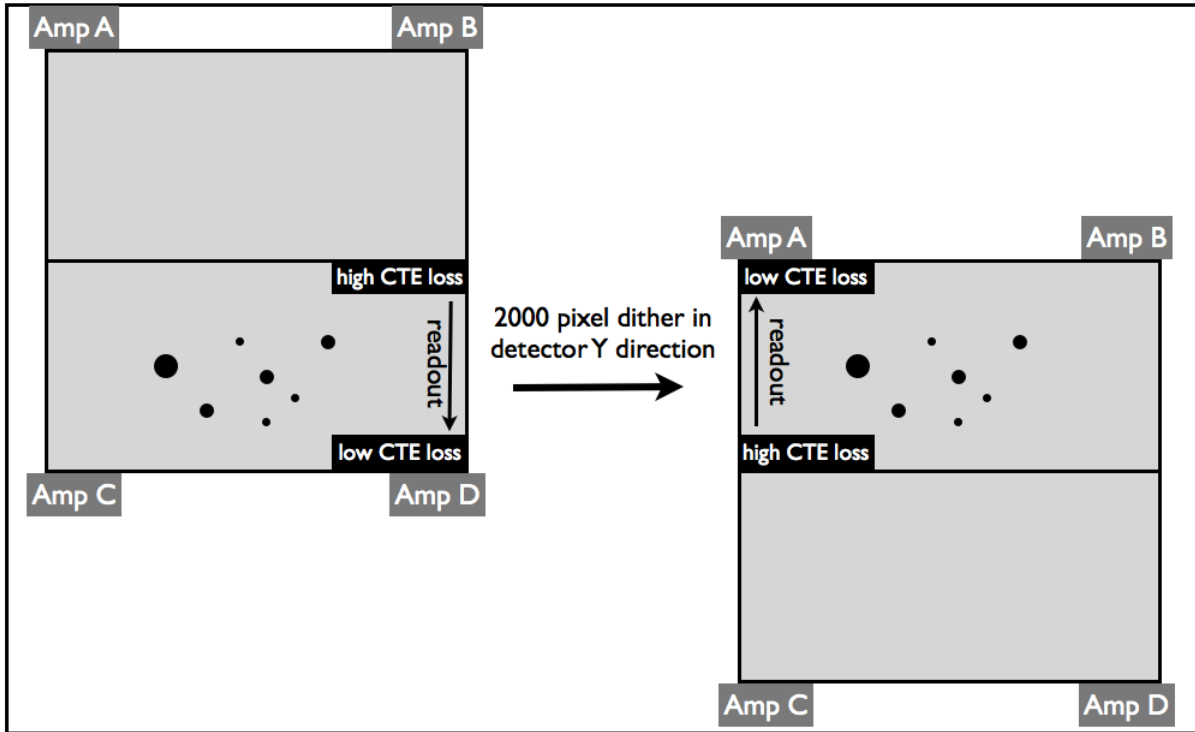 Amp A
Amp B
high CTE loss
readout
low CTE loss
Amp C
Amp D
2000 pixel dither in
detector Y direction
Amp A
Amp B
low CTE loss
readout
high CTE loss
Amp C
Amp D